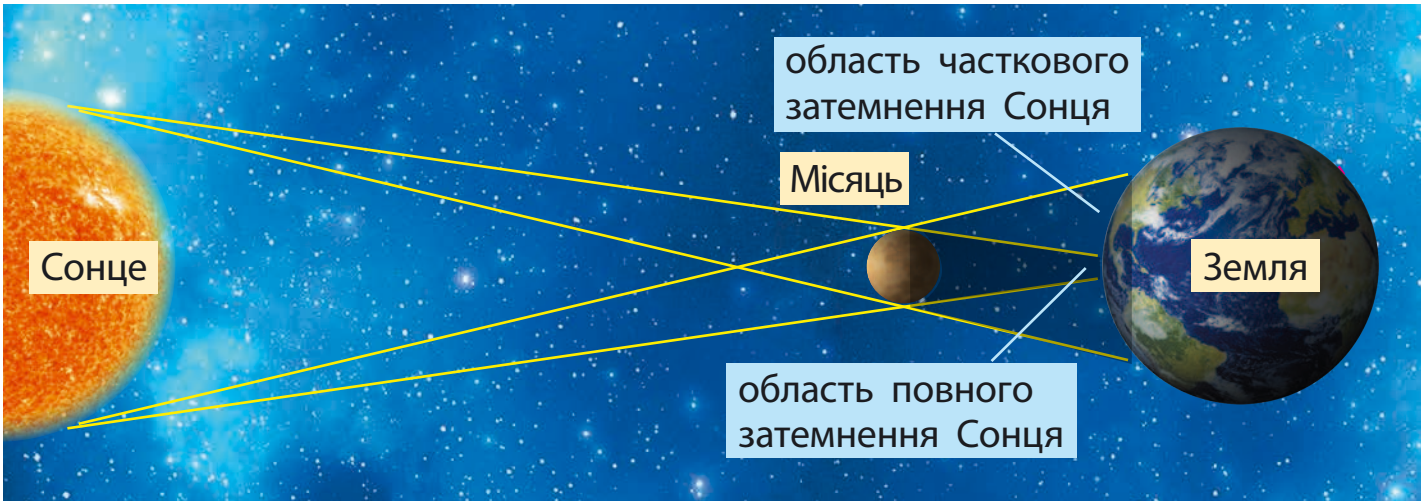 область часткового
затемнення Сонця
Місяць
Сонце
Земля
область повного
затемнення Сонця